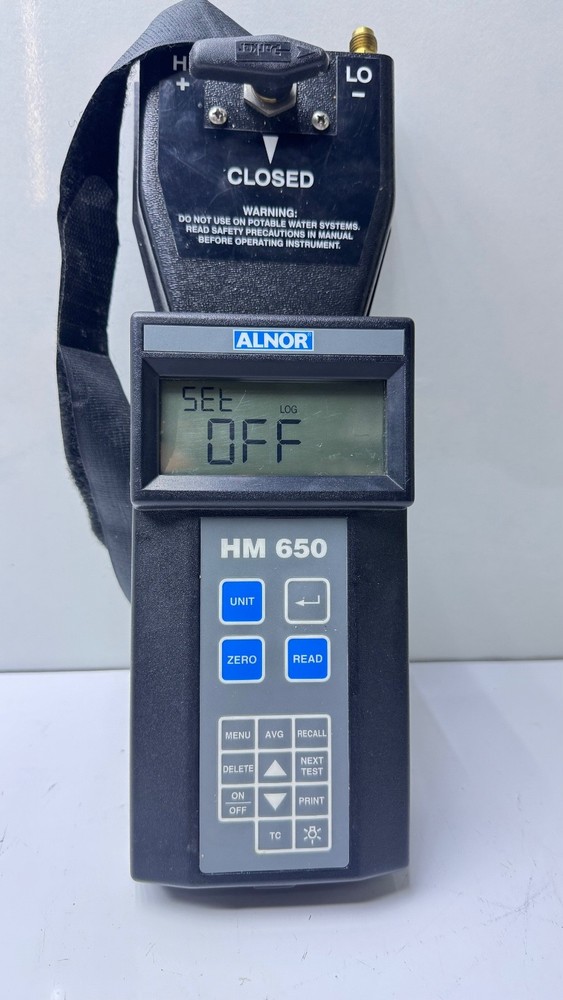 Parker
H
+
LO
−
CLOSED
WARNING:
DO NOT USE ON POTABLE WATER SYSTEMS.
READ SAFETY PRECAUTIONS IN MANUAL
BEFORE OPERATING INSTRUMENT.
ALNOR
SEt
LOG
OFF
HM 650
UNIT
ZERO
READ
MENU
AVG
RECALL
DELETE
NEXT
TEST
ON
OFF
PRINT
TC